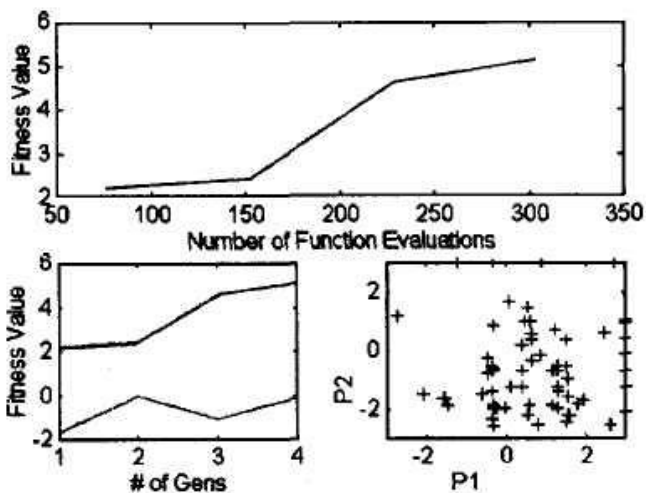 6
5
4
3
2
Fitness Value
50 100 150 200 250 300 350
Number of Function Evaluations
6
4
2
0
-2
Fitness Value
1 2 3 4
# of Gens
2
0
-2
P2
-2 0 2
P1